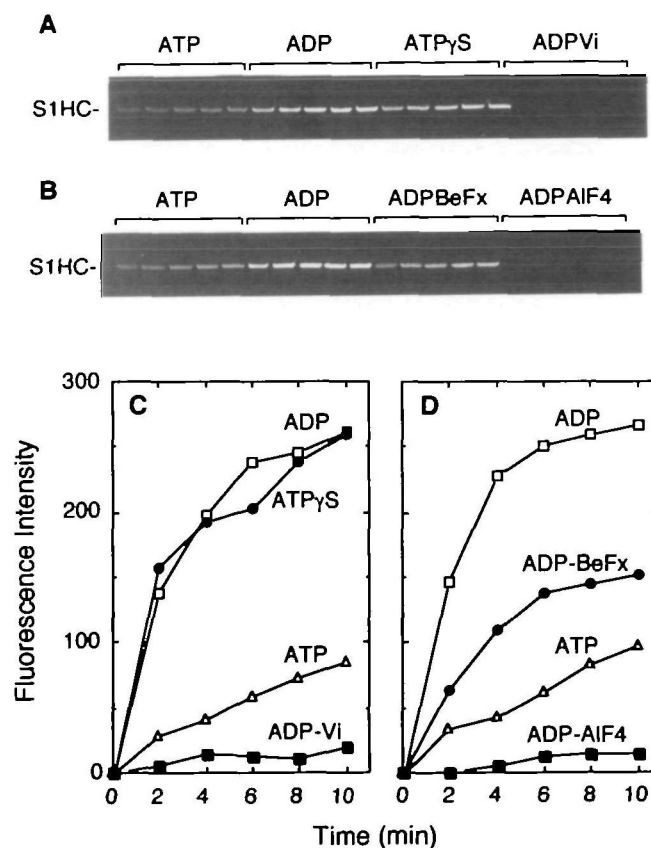 A
ATP ADP ATPγS ADPVi
S1HC-
B
ATP ADP ADPBeFx ADPAlF4
S1HC-
300
200
100
0
Fluorescence Intensity
C
ADP
ATPγS
ATP
ADP-Vi
0 2 4 6 8 10
D
ADP
ADP-BeFx
ATP
ADP-AlF4
0 2 4 6 8 10
Time (min)